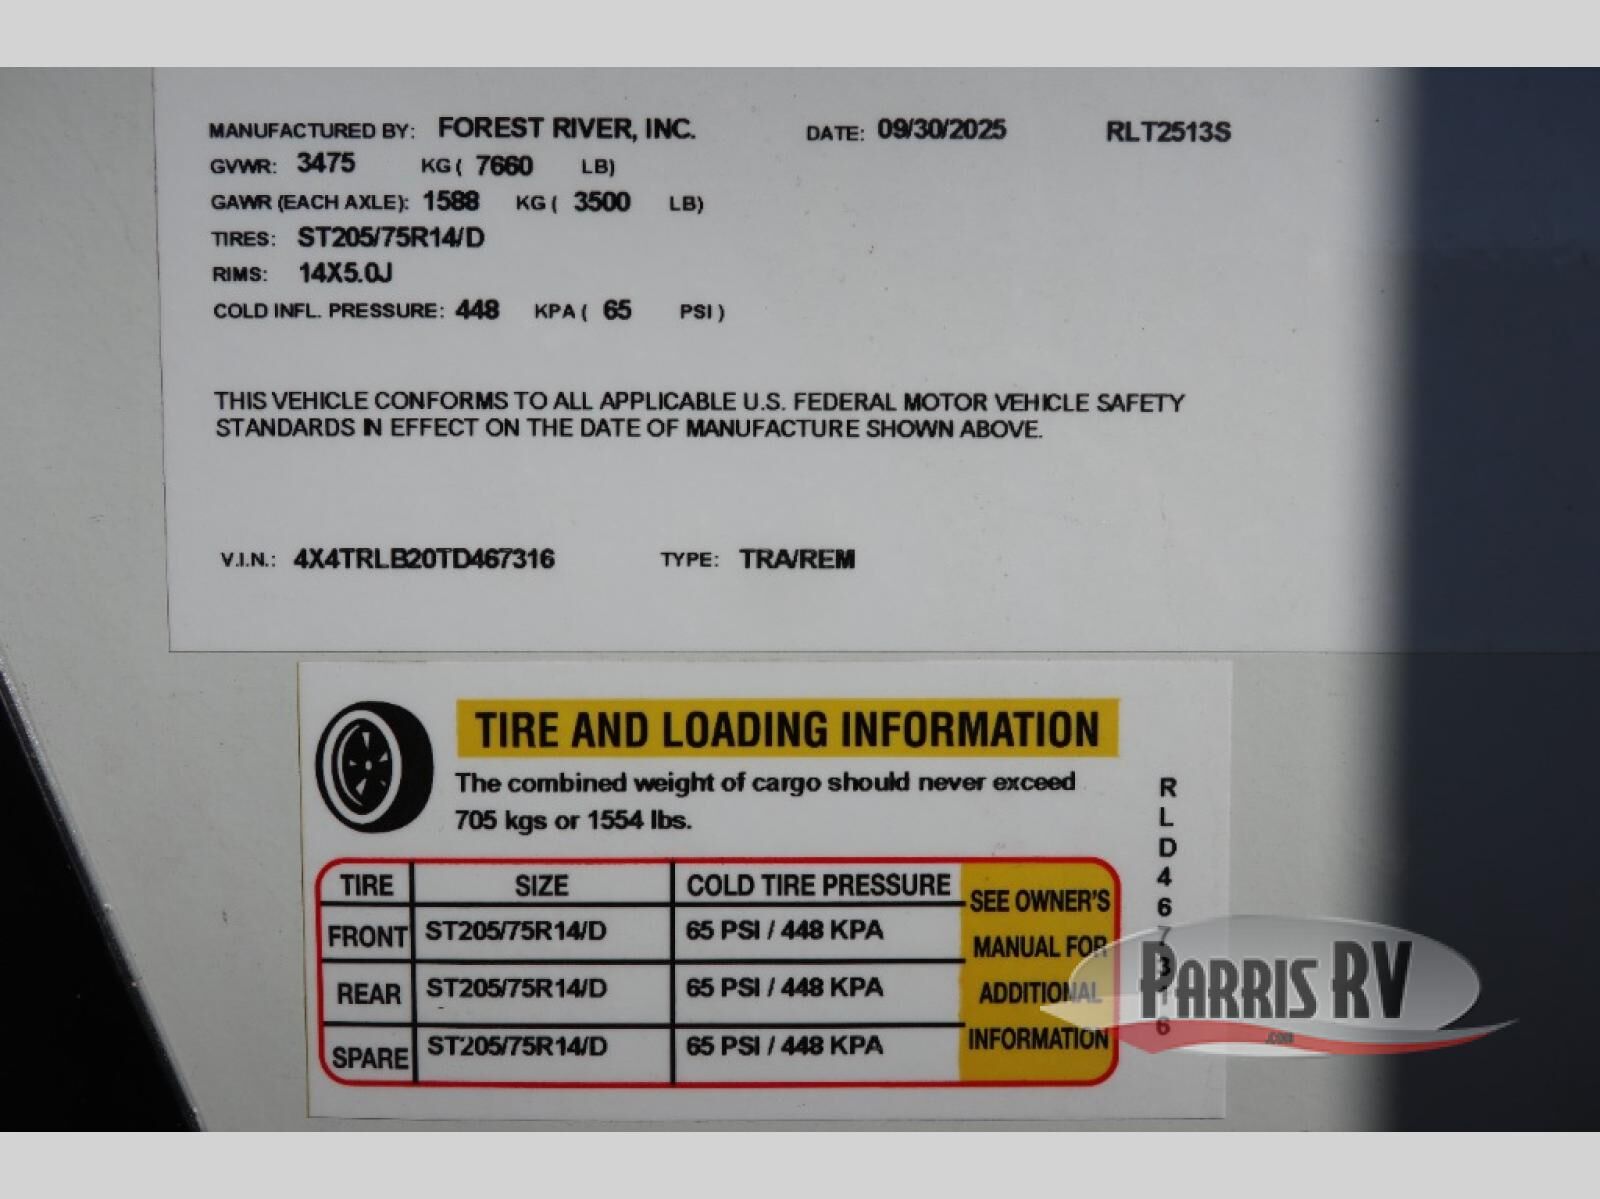 MANUFACTURED BY: FOREST RIVER, INC. DATE: 09/30/2025 RLT2513S
GVWR: 3475 KG ( 7660 LB)
GAWR (EACH AXLE): 1588 KG ( 3500 LB)
TIRES: ST205/75R14/D
RIMS: 14X5.0J
COLD INFL. PRESSURE: 448 KPA ( 65 PSI )
THIS VEHICLE CONFORMS TO ALL APPLICABLE U.S. FEDERAL MOTOR VEHICLE SAFETY
STANDARDS IN EFFECT ON THE DATE OF MANUFACTURE SHOWN ABOVE.
V.I.N.: 4X4TRLB20TD467316 TYPE: TRA/REM
TIRE AND LOADING INFORMATION
The combined weight of cargo should never exceed
705 kgs or 1554 lbs.
TIRE SIZE COLD TIRE PRESSURE
FRONT ST205/75R14/D 65 PSI / 448 KPA
REAR ST205/75R14/D 65 PSI / 448 KPA
SPARE ST205/75R14/D 65 PSI / 448 KPA
SEE OWNER'S
MANUAL FOR
ADDITIONAL
INFORMATION
RLD467316
PARRIS RV
.COM